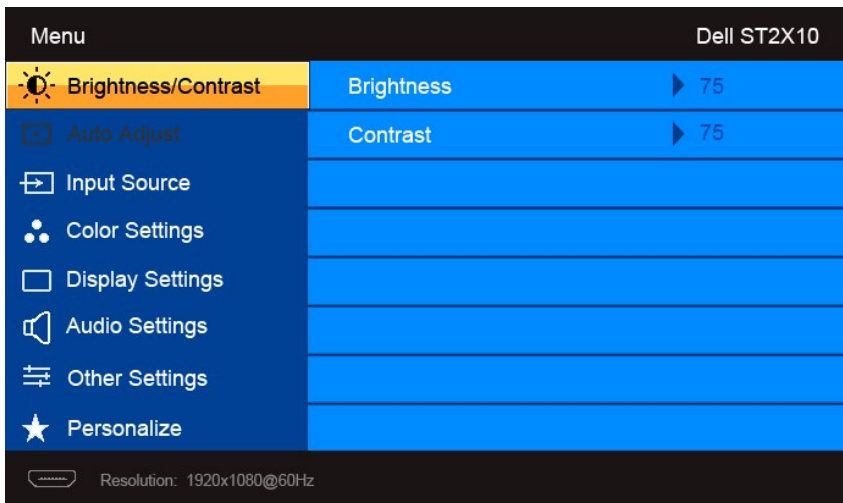 Menu Dell ST2X10
Brightness/Contrast Brightness 75
Auto Adjust Contrast 75
Input Source
Color Settings
Display Settings
Audio Settings
Other Settings
Personalize
Resolution: 1920x1080@60Hz